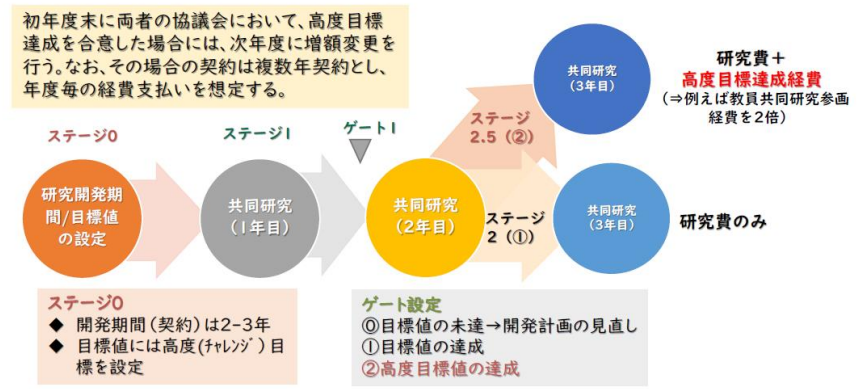 初年度末に両者の協議会において、高度目標
達成を合意した場合には、次年度に増額変更を
行う。なお、その場合の契約は複数年契約とし、
年度毎の経費支払いを想定する。
ステージ0
ステージ1
ゲート1
研究開発期
間/目標値
の設定
共同研究
(1年目)
共同研究
(2年目)
ステージ
2.5 (②)
共同研究
(3年目)
研究費+
高度目標達成経費
(⇒例えば教員共同研究参画
経費を2倍)
ステージ
2 (①)
共同研究
(3年目)
研究費のみ
ステージ0
◆ 開発期間(契約)は2-3年
◆ 目標値には高度(ﾁｬﾚﾝｼﾞ)目
標を設定
ゲート設定
⓪目標値の未達→開発計画の見直し
①目標値の達成
②高度目標値の達成